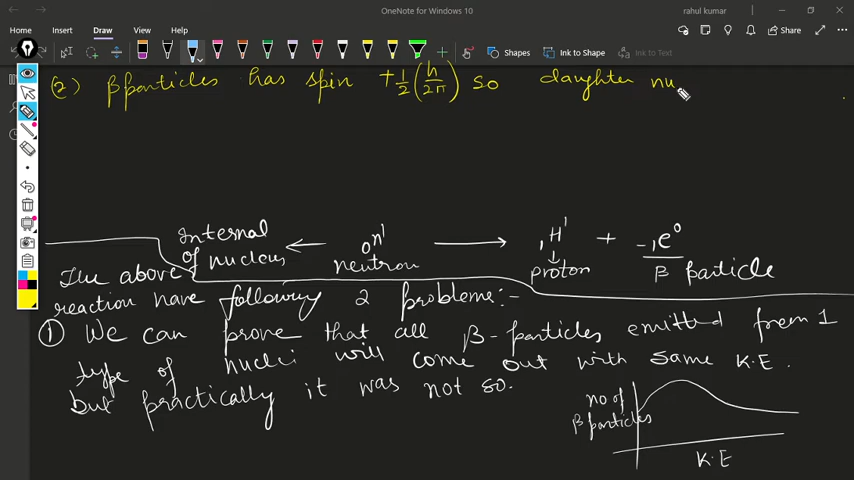 OneNote for Windows 10
rahul kumar
Home Insert Draw View Help
Share
Shapes Ink to Shape Ink to Text
(2) β particles has spin +1/2 (h/2π) so daughter nu
Internal of nucleus ← ₀n¹ → ₁H¹ + ₋₁e⁰
neutron proton β particle
The above
reaction have following 2 problems:-
① We can prove that all β-particles emitted from 1
type of nuclei will come out with same K.E.
but practically it was not so.
no of
β particles
K.E